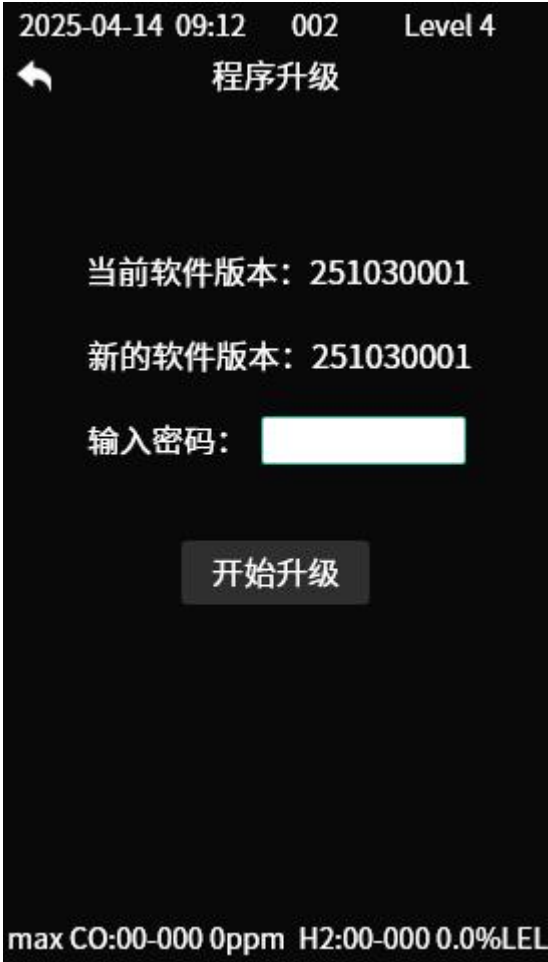 2025-04-14 09:12 002 Level 4
程序升级
当前软件版本：251030001
新的软件版本：251030001
输入密码：
开始升级
max CO:00-000 0ppm H2:00-000 0.0%LEL